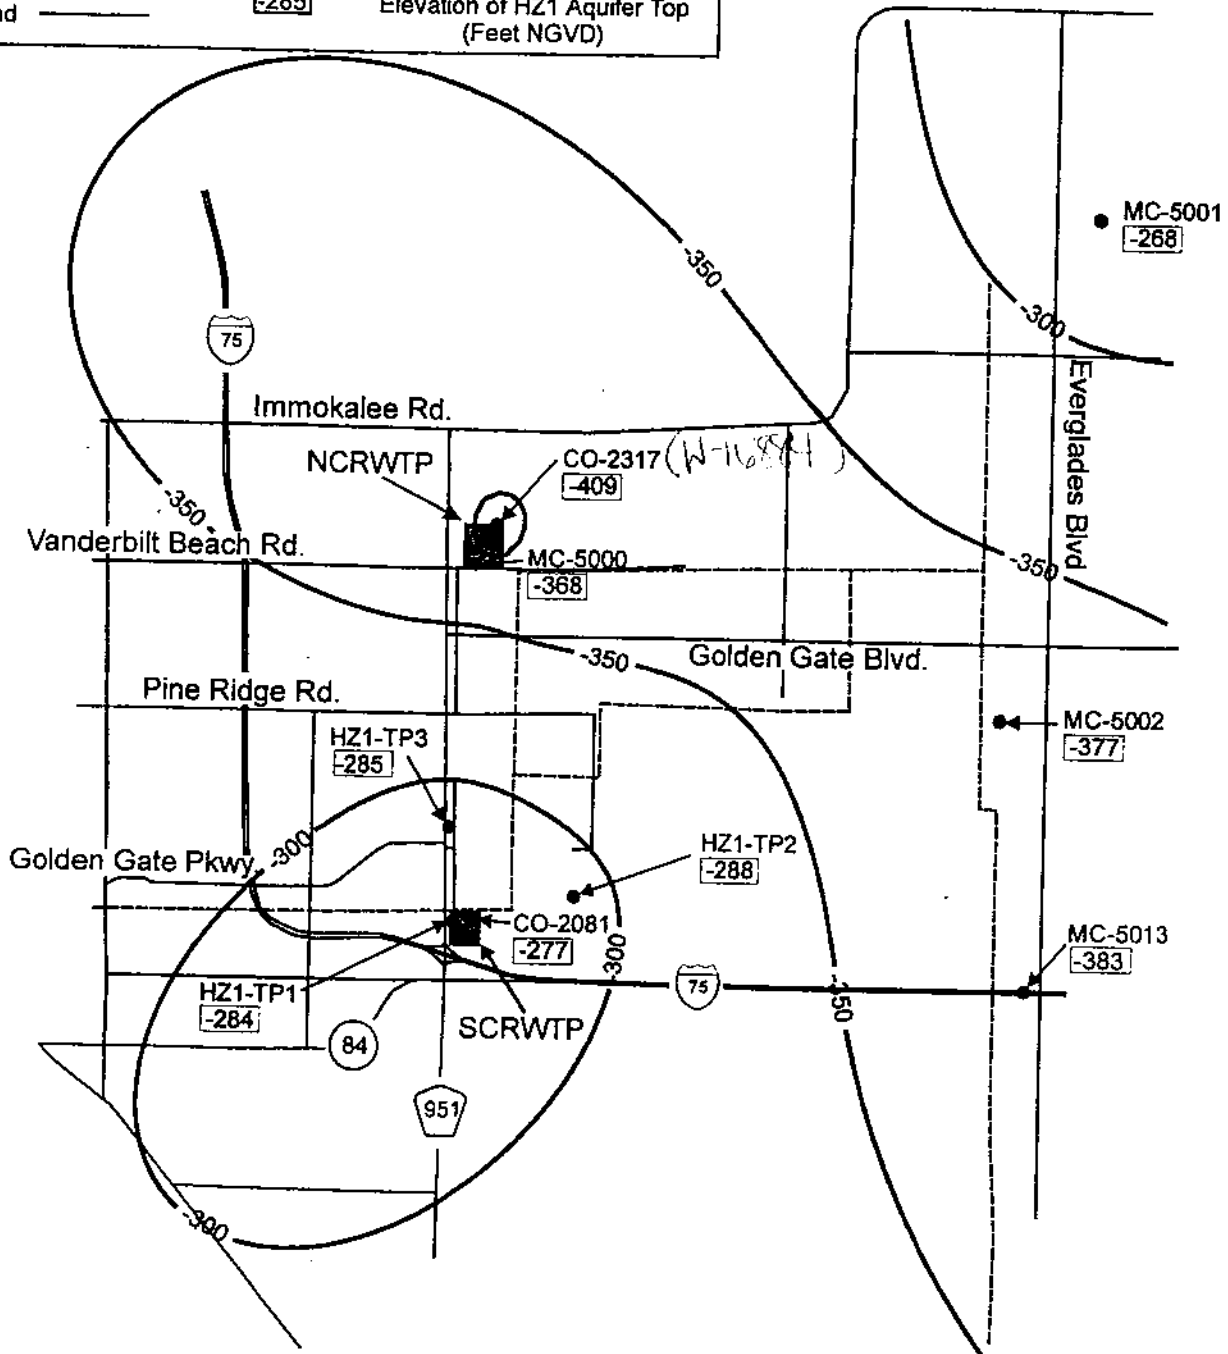 nd
-285
Elevation of HZ1 Aquifer Top
(Feet NGVD)
MC-5001
-268
-350
-300
75
Everglades Blvd
Immokalee Rd.
NCRWTP
CO-2317 (W-16884)
-409
-350
Vanderbilt Beach Rd.
MC-5000
-368
-350
-350
Golden Gate Blvd.
Pine Ridge Rd.
MC-5002
-377
HZ1-TP3
-285
-300
Golden Gate Pkwy.
HZ1-TP2
-288
CO-2081
-277
-300
MC-5013
-383
HZ1-TP1
-284
75
-350
SCRWTP
84
951
-300